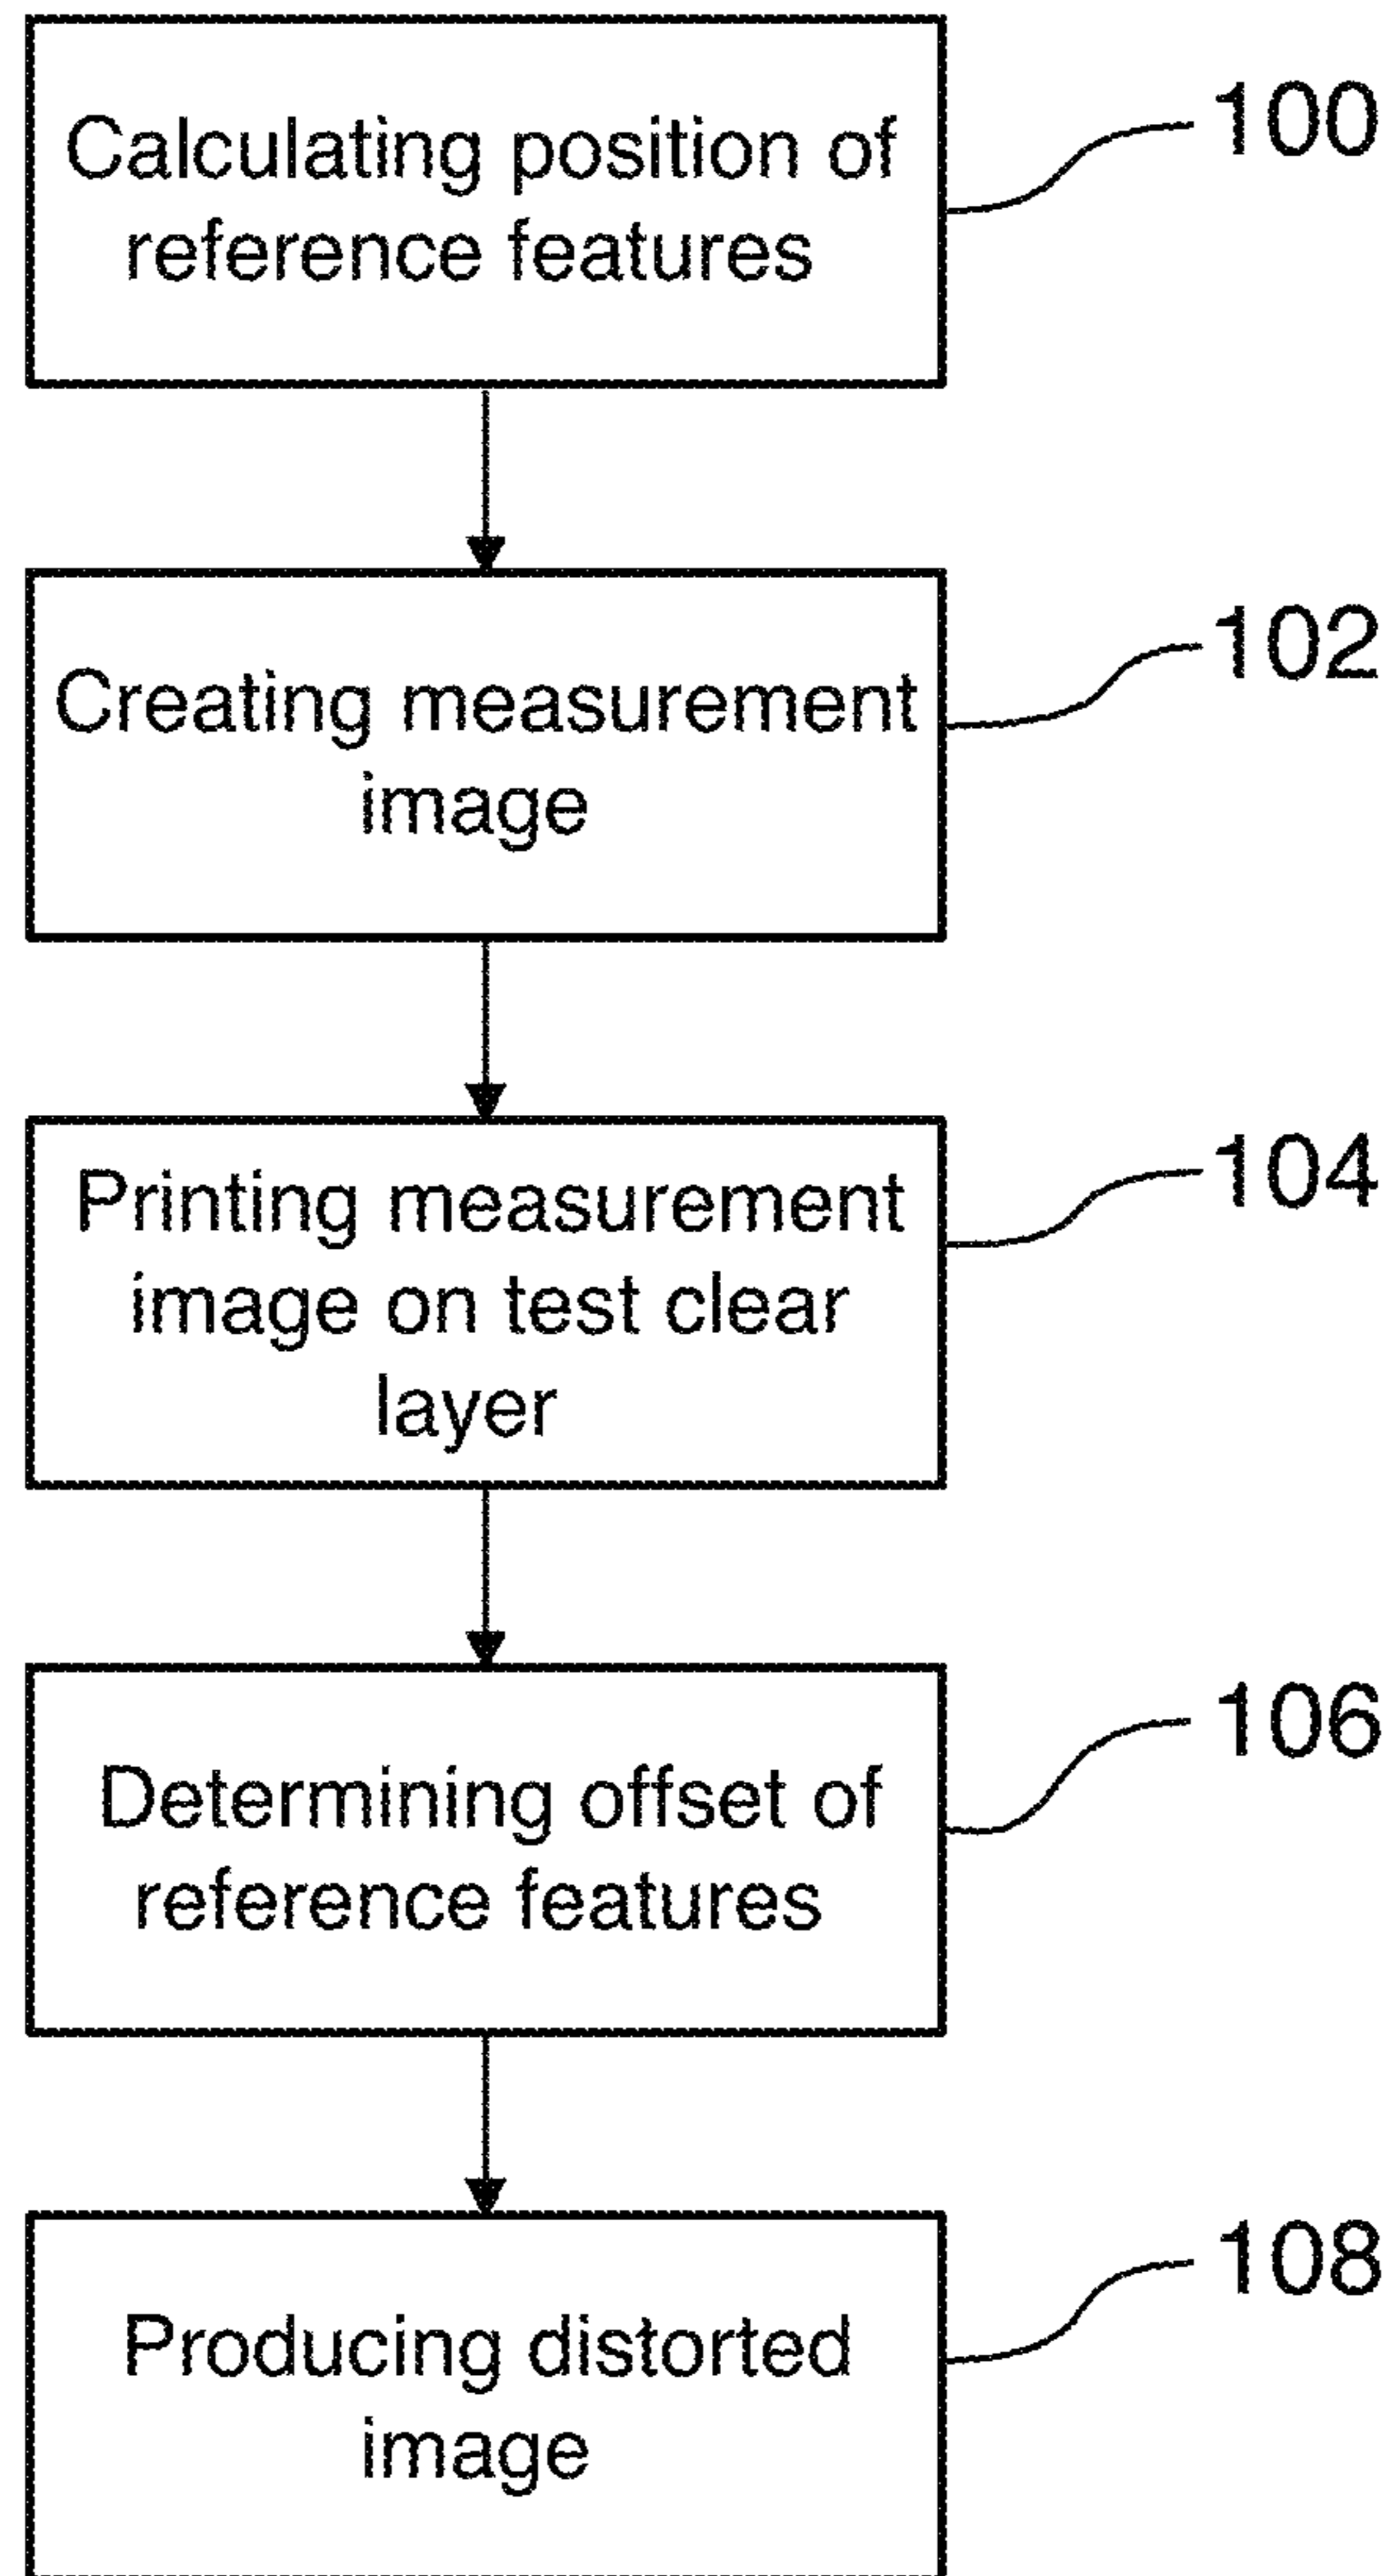 Calculating position of
reference features
100
Creating measurement
image
102
Printing measurement
image on test clear
layer
104
Determining offset of
reference features
106
Producing distorted
image
108